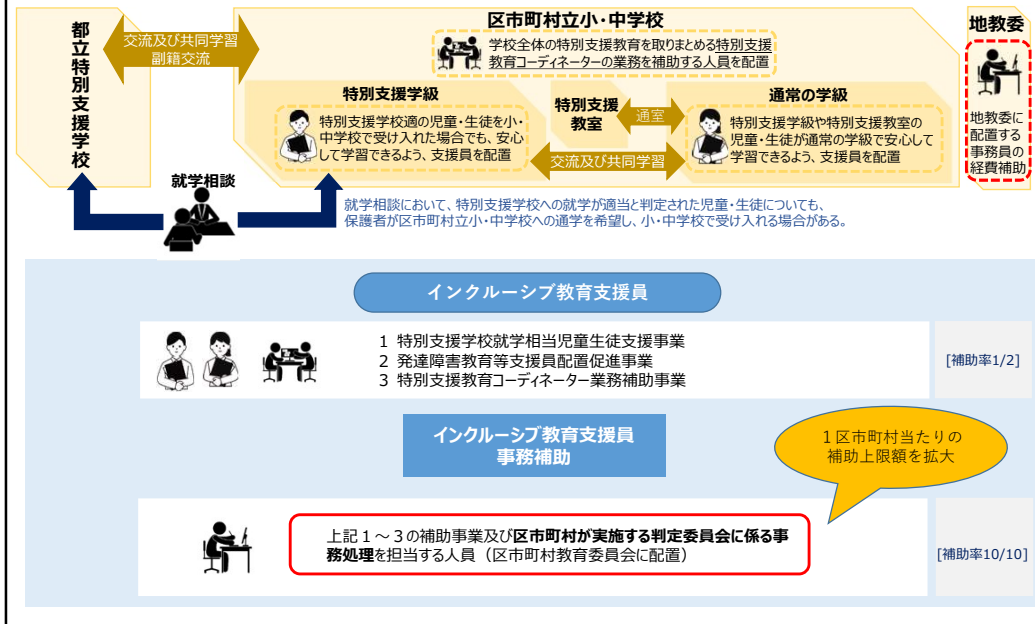 都立特別支援学校
交流及び共同学習
副籍交流
区市町村立小・中学校
学校全体の特別支援教育を取りまとめる特別支援
教育コーディネーターの業務を補助する人員を配置
特別支援学級
特別支援学校適の児童・生徒を小・
中学校で受け入れた場合でも、安心
して学習できるよう、支援員を配置
特別支援
教室
通室
交流及び共同学習
通常の学級
特別支援学級や特別支援教室の
児童・生徒が通常の学級で安心して
学習できるよう、支援員を配置
地教委
地教委に
配置する
事務員の
経費補助
就学相談
就学相談において、特別支援学校への就学が適当と判定された児童・生徒についても、
保護者が区市町村立小・中学校への通学を希望し、小・中学校で受け入れる場合がある。
インクルーシブ教育支援員
1 特別支援学校就学相当児童生徒支援事業
2 発達障害教育等支援員配置促進事業
3 特別支援教育コーディネーター業務補助事業
[補助率1/2]
インクルーシブ教育支援員
事務補助
1区市町村当たりの
補助上限額を拡大
上記1~3の補助事業及び区市町村が実施する判定委員会に係る事
務処理を担当する人員（区市町村教育委員会に配置）
[補助率10/10]